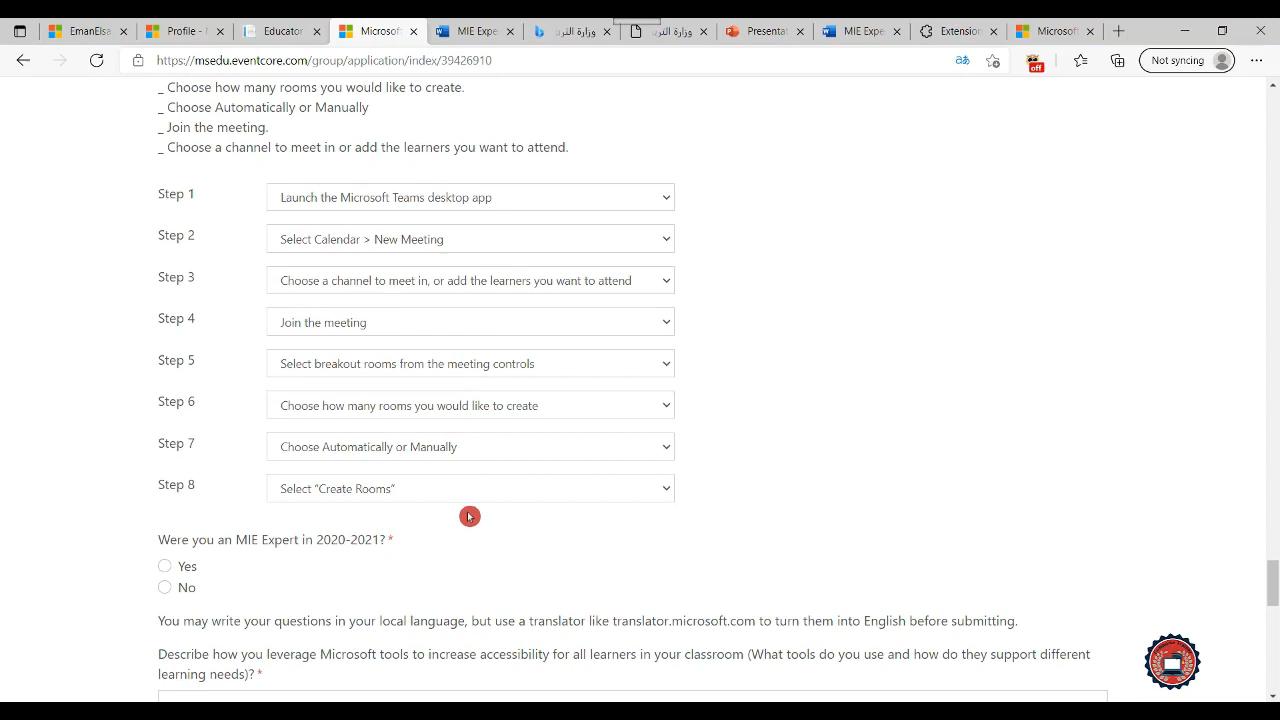 EmanElsa
Profile -
Educator
Microsof
MIE Expe
وزارة التر
وزارة التر
Presentat
MIE Expe
Extension
Microsof
https://msedu.eventcore.com/group/application/index/39426910
off
Not syncing
_ Choose how many rooms you would like to create.
_ Choose Automatically or Manually
_ Join the meeting.
_ Choose a channel to meet in or add the learners you want to attend.
Step 1 Launch the Microsoft Teams desktop app
Step 2 Select Calendar > New Meeting
Step 3 Choose a channel to meet in, or add the learners you want to attend
Step 4 Join the meeting
Step 5 Select breakout rooms from the meeting controls
Step 6 Choose how many rooms you would like to create
Step 7 Choose Automatically or Manually
Step 8 Select “Create Rooms”
Were you an MIE Expert in 2020-2021? *
Yes
No
You may write your questions in your local language, but use a translator like translator.microsoft.com to turn them into English before submitting.
Describe how you leverage Microsoft tools to increase accessibility for all learners in your classroom (What tools do you use and how do they support different
learning needs)? *